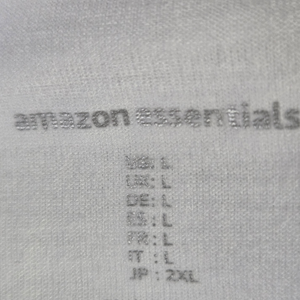 amazon essentials
US: L
UK: L
DE: L
ES: L
FR: L
IT : L
JP : 2XL